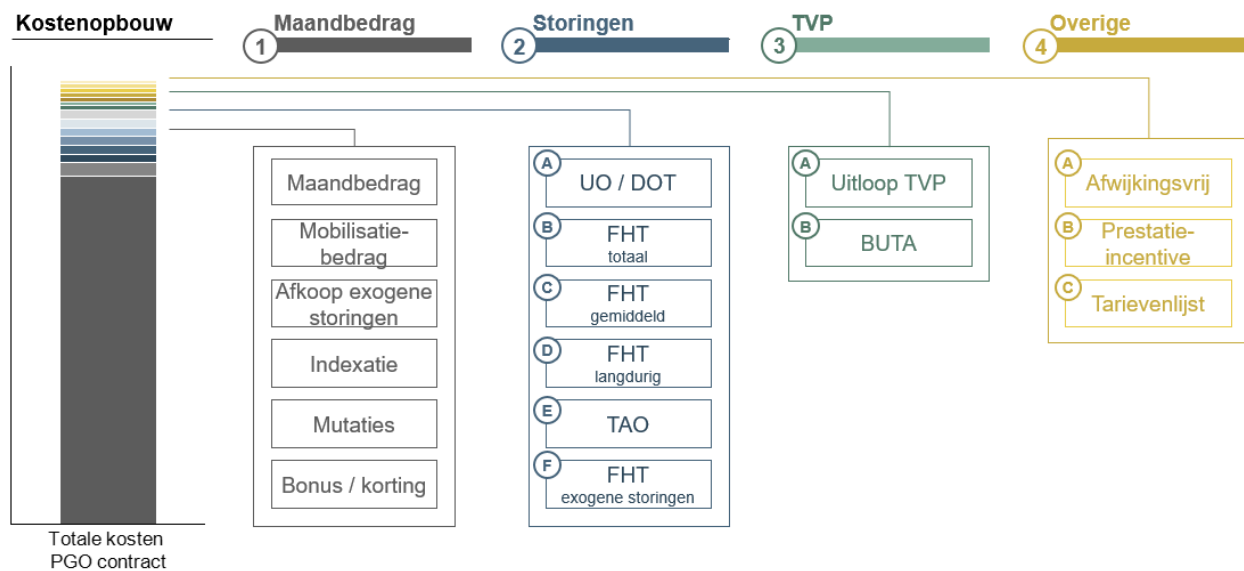 Kostenopbouw
1 Maandbedrag
2 Storingen
3 TVP
4 Overige
Maandbedrag
Mobilisatie-
bedrag
Afkoop exogene
storingen
Indexatie
Mutaties
Bonus / korting
A UO / DOT
B FHT
totaal
C FHT
gemiddeld
D FHT
langdurig
E TAO
F FHT
exogene storingen
A Uitloop TVP
B BUTA
A Afwijkingsvrij
B Prestatie-
incentive
C Tarievenlijst
Totale kosten
PGO contract